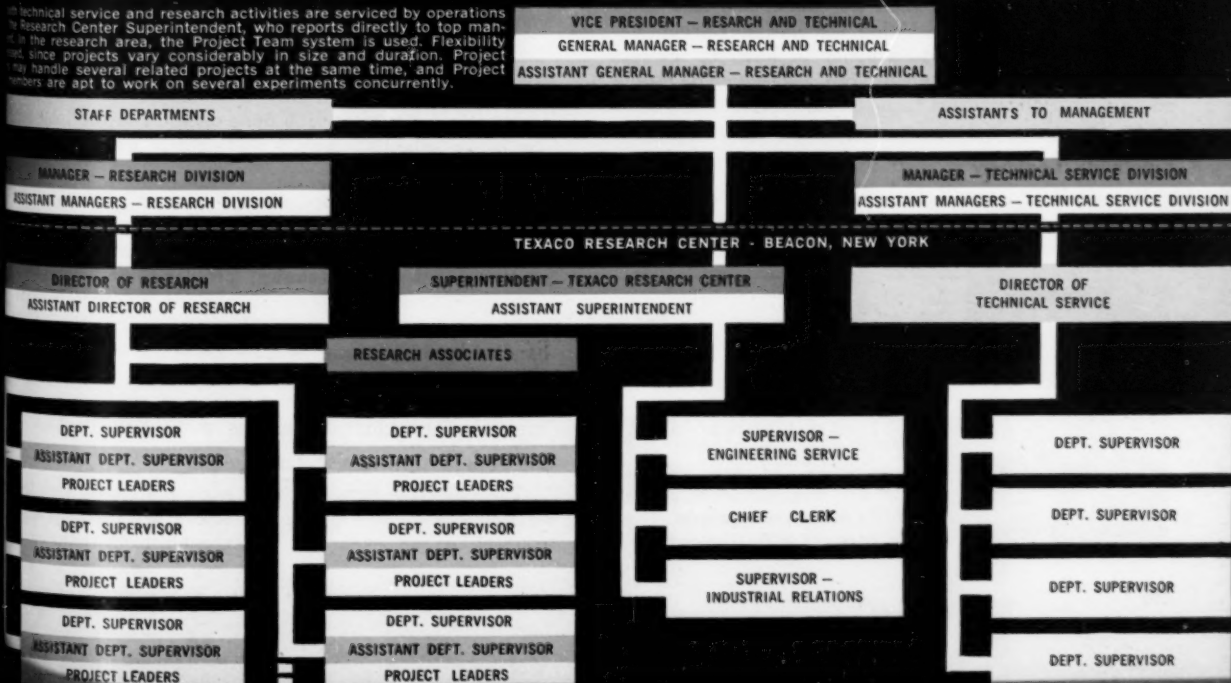 technical service and research activities are serviced by operations
Research Center Superintendent, who reports directly to top man-
in the research area, the Project Team system is used. Flexibility
since projects vary considerably in size and duration. Project
may handle several related projects at the same time, and Project
members are apt to work on several experiments concurrently.
VICE PRESIDENT — RESARCH AND TECHNICAL
GENERAL MANAGER — RESEARCH AND TECHNICAL
ASSISTANT GENERAL MANAGER — RESEARCH AND TECHNICAL
STAFF DEPARTMENTS
ASSISTANTS TO MANAGEMENT
MANAGER — RESEARCH DIVISION
ASSISTANT MANAGERS — RESEARCH DIVISION
MANAGER — TECHNICAL SERVICE DIVISION
ASSISTANT MANAGERS — TECHNICAL SERVICE DIVISION
TEXACO RESEARCH CENTER - BEACON, NEW YORK
DIRECTOR OF RESEARCH
ASSISTANT DIRECTOR OF RESEARCH
SUPERINTENDENT — TEXACO RESEARCH CENTER
ASSISTANT SUPERINTENDENT
DIRECTOR OF
TECHNICAL SERVICE
RESEARCH ASSOCIATES
DEPT. SUPERVISOR
ASSISTANT DEPT. SUPERVISOR
PROJECT LEADERS
DEPT. SUPERVISOR
ASSISTANT DEPT. SUPERVISOR
PROJECT LEADERS
DEPT. SUPERVISOR
ASSISTANT DEPT. SUPERVISOR
PROJECT LEADERS
DEPT. SUPERVISOR
ASSISTANT DEPT. SUPERVISOR
PROJECT LEADERS
DEPT. SUPERVISOR
ASSISTANT DEPT. SUPERVISOR
PROJECT LEADERS
DEPT. SUPERVISOR
ASSISTANT DEPT. SUPERVISOR
PROJECT LEADERS
SUPERVISOR —
ENGINEERING SERVICE
CHIEF CLERK
SUPERVISOR —
INDUSTRIAL RELATIONS
DEPT. SUPERVISOR
DEPT. SUPERVISOR
DEPT. SUPERVISOR
DEPT. SUPERVISOR